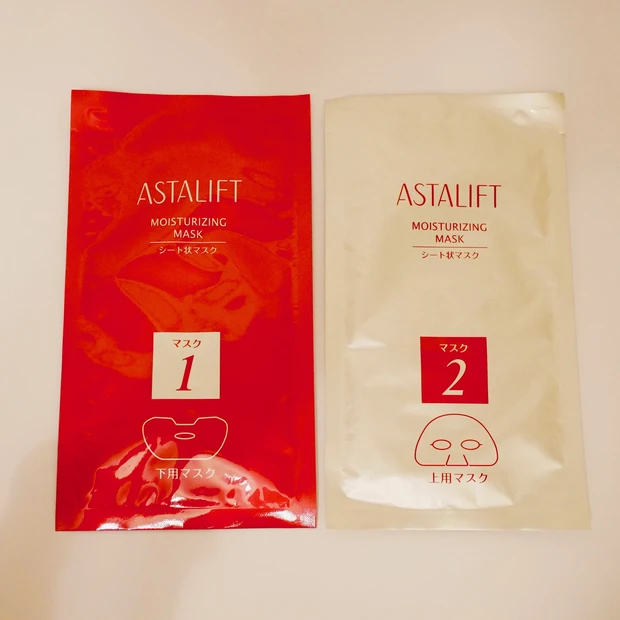 ASTALIFT
MOISTURIZING
MASK
シート状マスク
マスク
1
下用マスク
ASTALIFT
MOISTURIZING
MASK
シート状マスク
マスク
2
上用マスク